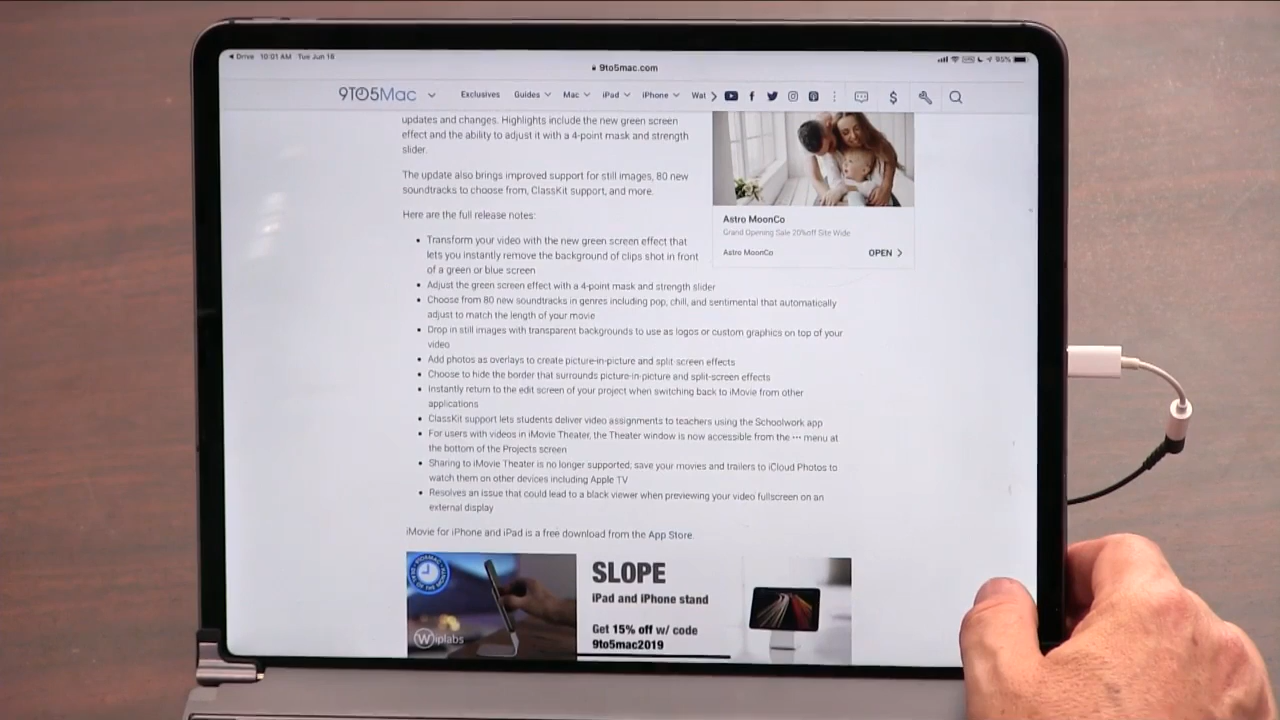 Drive 10:01 AM Tue Jun 18
9to5mac.com
95%
9TO5Mac
Exclusives Guides Mac iPad iPhone Wat
updates and changes. Highlights include the new green screen
effect and the ability to adjust it with a 4-point mask and strength
slider.
The update also brings improved support for still images, 80 new
soundtracks to choose from, ClassKit support, and more.
Here are the full release notes:
Astro MoonCo
Grand Opening Sale 20%off Site Wide
Astro MoonCo
OPEN
• Transform your video with the new green screen effect that
lets you instantly remove the background of clips shot in front
of a green or blue screen
• Adjust the green screen effect with a 4-point mask and strength slider
• Choose from 80 new soundtracks in genres including pop, chill, and sentimental that automatically
adjust to match the length of your movie
• Drop in still images with transparent backgrounds to use as logos or custom graphics on top of your
video
• Add photos as overlays to create picture-in-picture and split screen effects
• Choose to hide the border that surrounds picture-in-picture and split-screen effects
• Instantly return to the edit screen of your project when switching back to iMovie from other
applications
• ClassKit support lets students deliver video assignments to teachers using the Schoolwork app
• For users with videos in iMovie Theater, the Theater window is now accessible from the ••• menu at
the bottom of the Projects screen
• Sharing to iMovie Theater is no longer supported; save your movies and trailers to iCloud Photos to
watch them on other devices including Apple TV
• Resolves an issue that could lead to a black viewer when previewing your video fullscreen on an
external display
iMovie for iPhone and iPad is a free download from the App Store.
Wiplabs
SLOPE
iPad and iPhone stand
Get 15% off w/ code
9to5mac2019